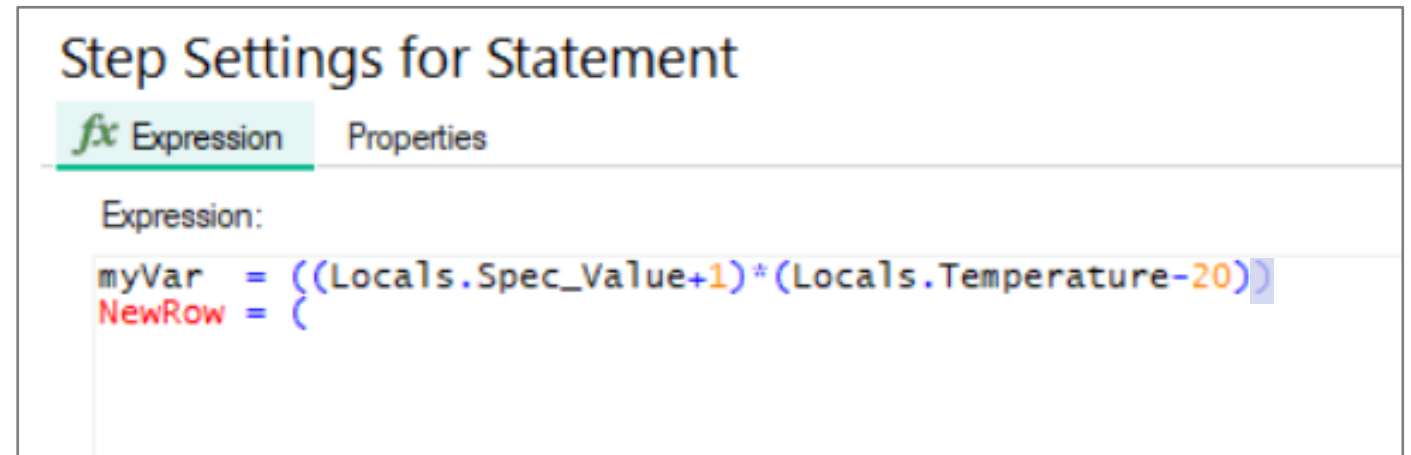 Step Settings for Statement
fx Expression Properties
Expression:
myVar  = ((Locals.Spec_Value+1)*(Locals.Temperature-20))
NewRow = (